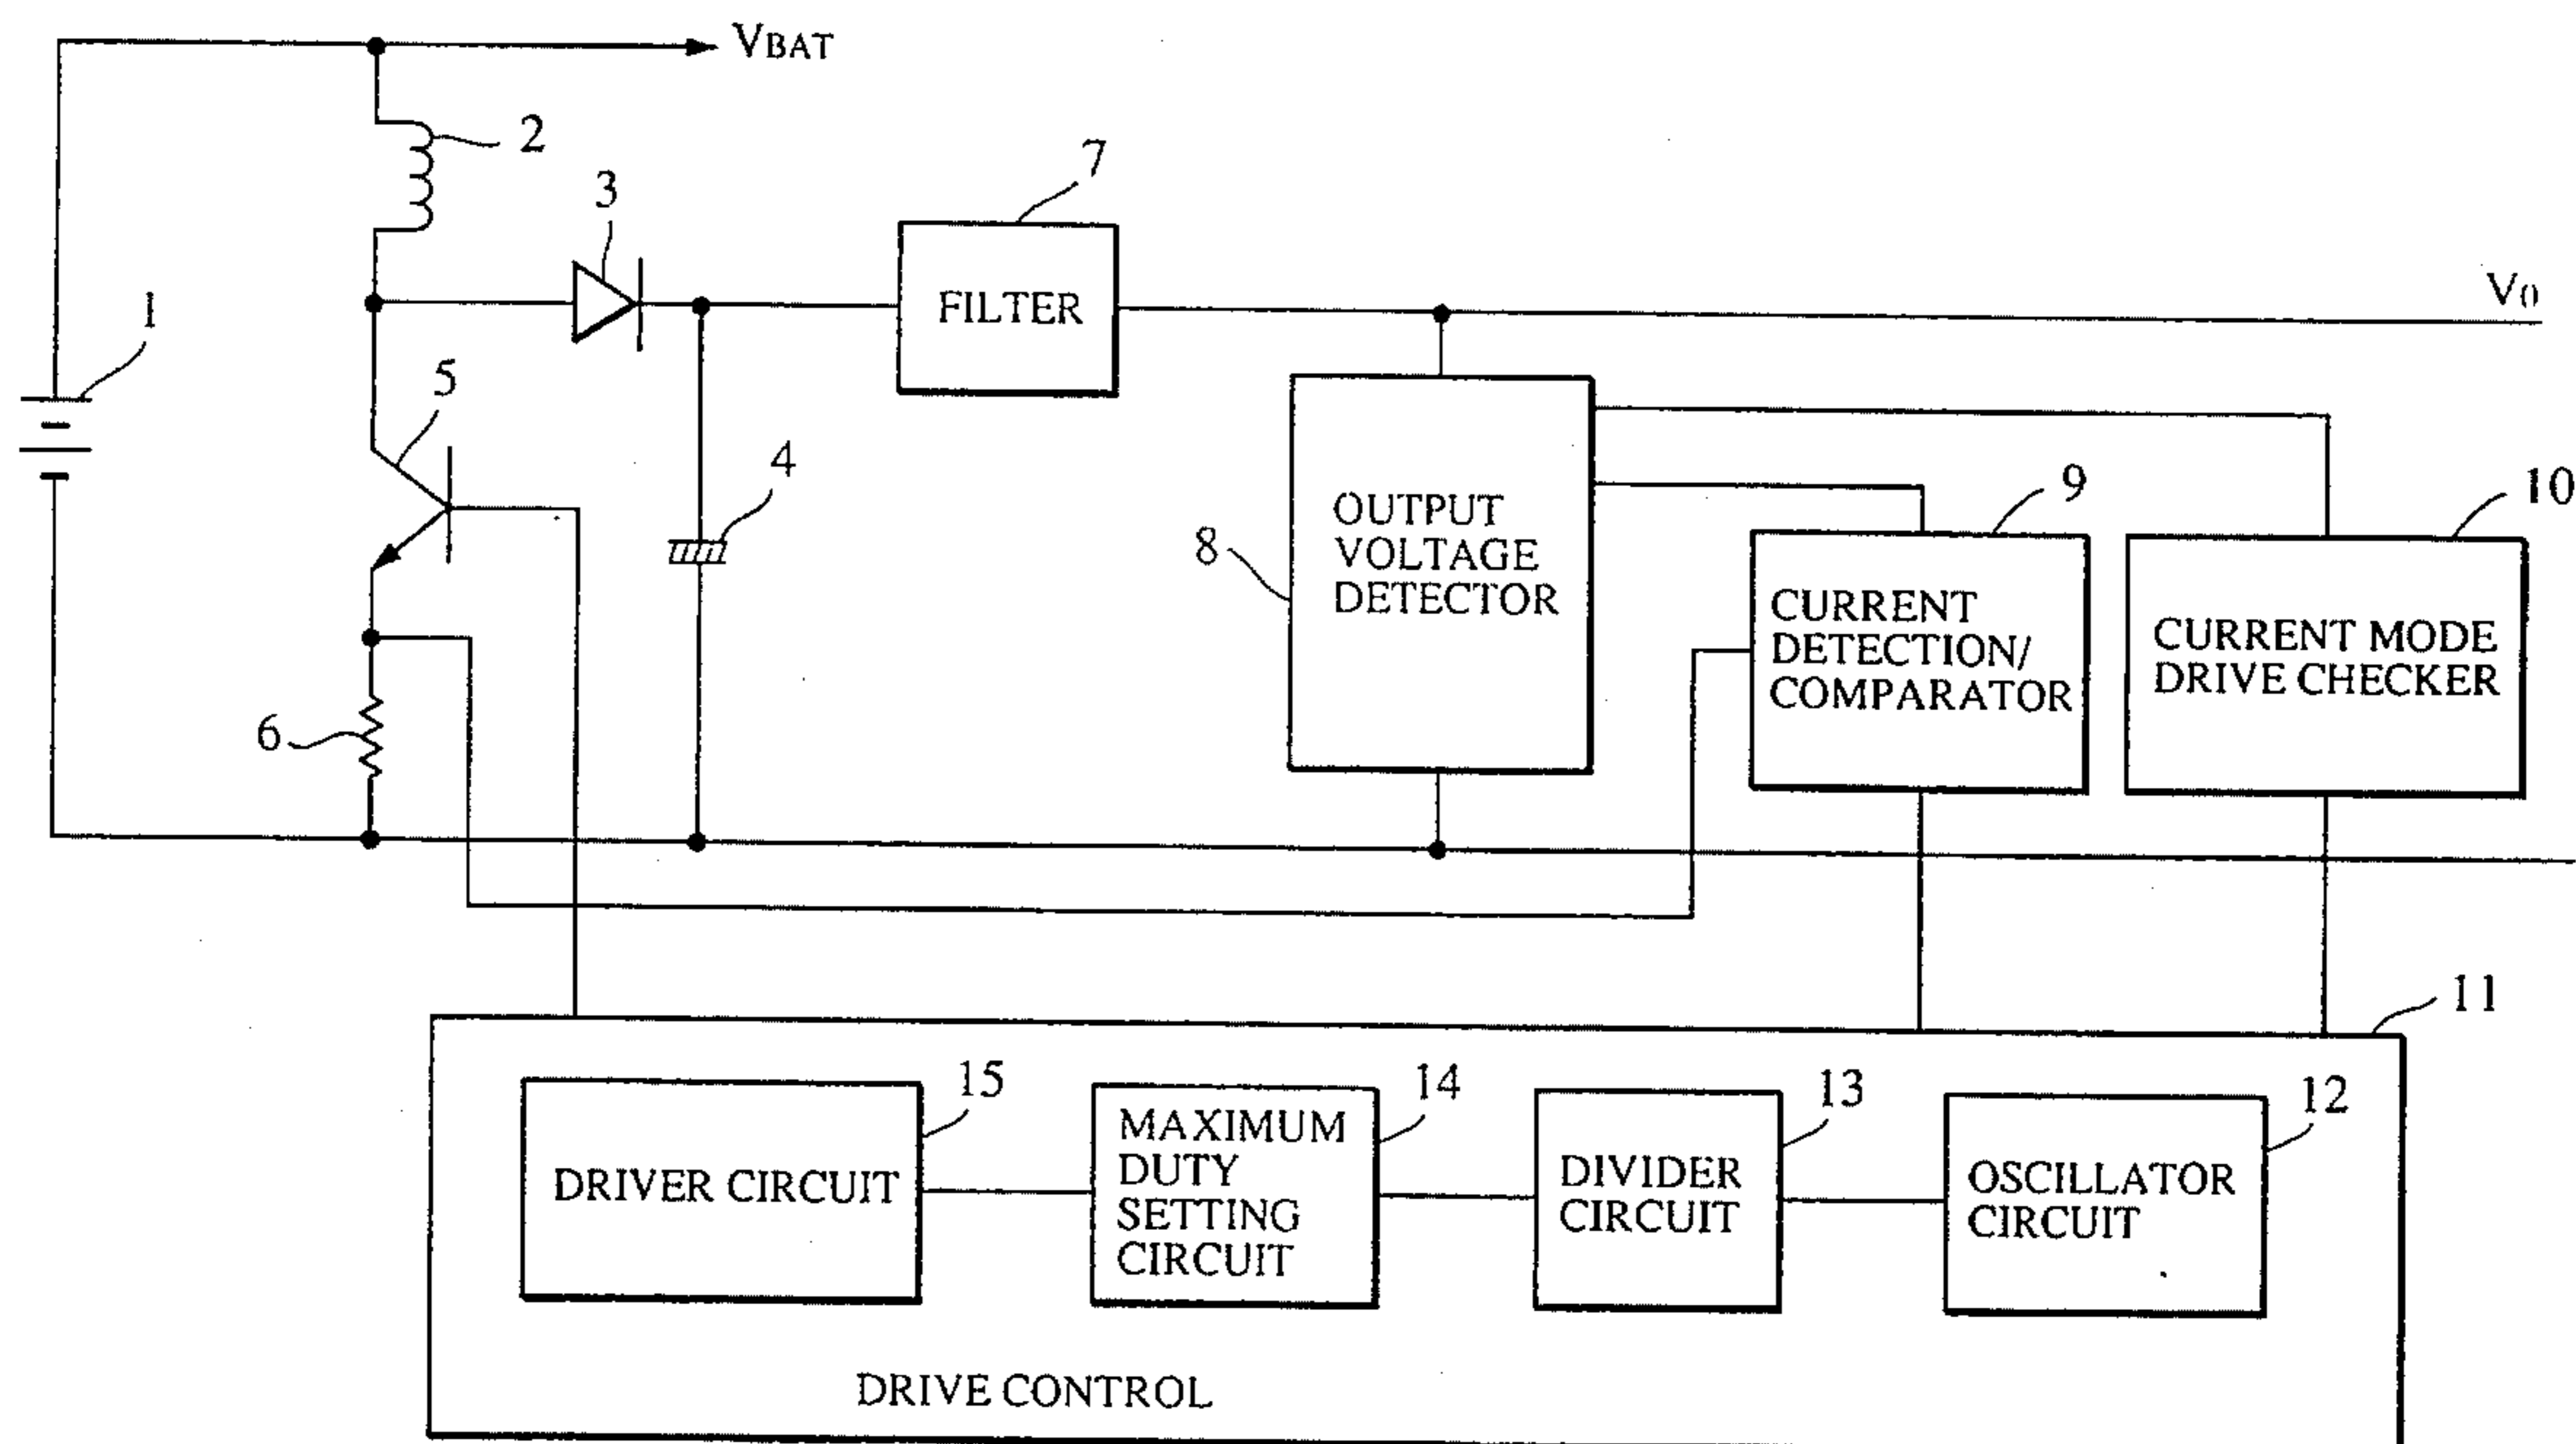 VBAT
2
3
7
1
FILTER
V0
5
4
9
10
OUTPUT
VOLTAGE
DETECTOR
8
CURRENT
DETECTION/
COMPARATOR
CURRENT MODE
DRIVE CHECKER
6
11
15
14
13
12
DRIVER CIRCUIT
MAXIMUM
DUTY
SETTING
CIRCUIT
DIVIDER
CIRCUIT
OSCILLATOR
CIRCUIT
DRIVE CONTROL